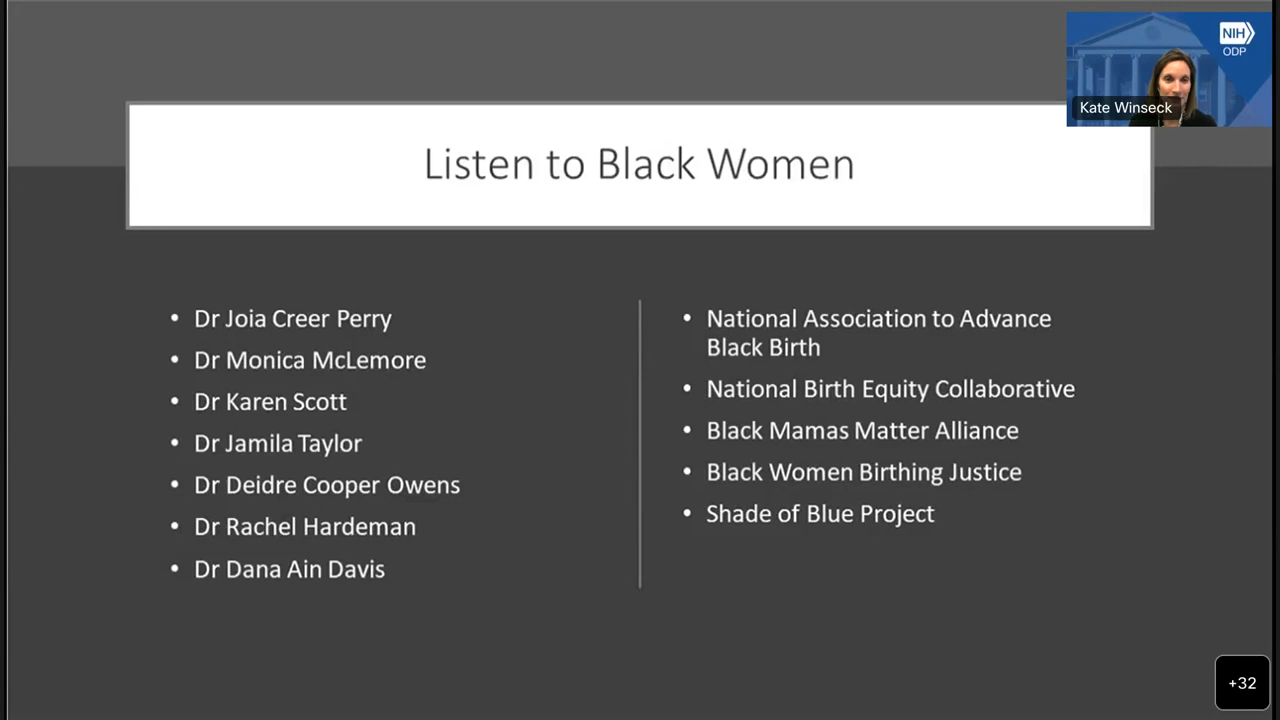 NIH
ODP
Kate Winseck
Listen to Black Women
• Dr Joia Creer Perry
• Dr Monica McLemore
• Dr Karen Scott
• Dr Jamila Taylor
• Dr Deidre Cooper Owens
• Dr Rachel Hardeman
• Dr Dana Ain Davis
• National Association to Advance
Black Birth
• National Birth Equity Collaborative
• Black Mamas Matter Alliance
• Black Women Birthing Justice
• Shade of Blue Project
+32